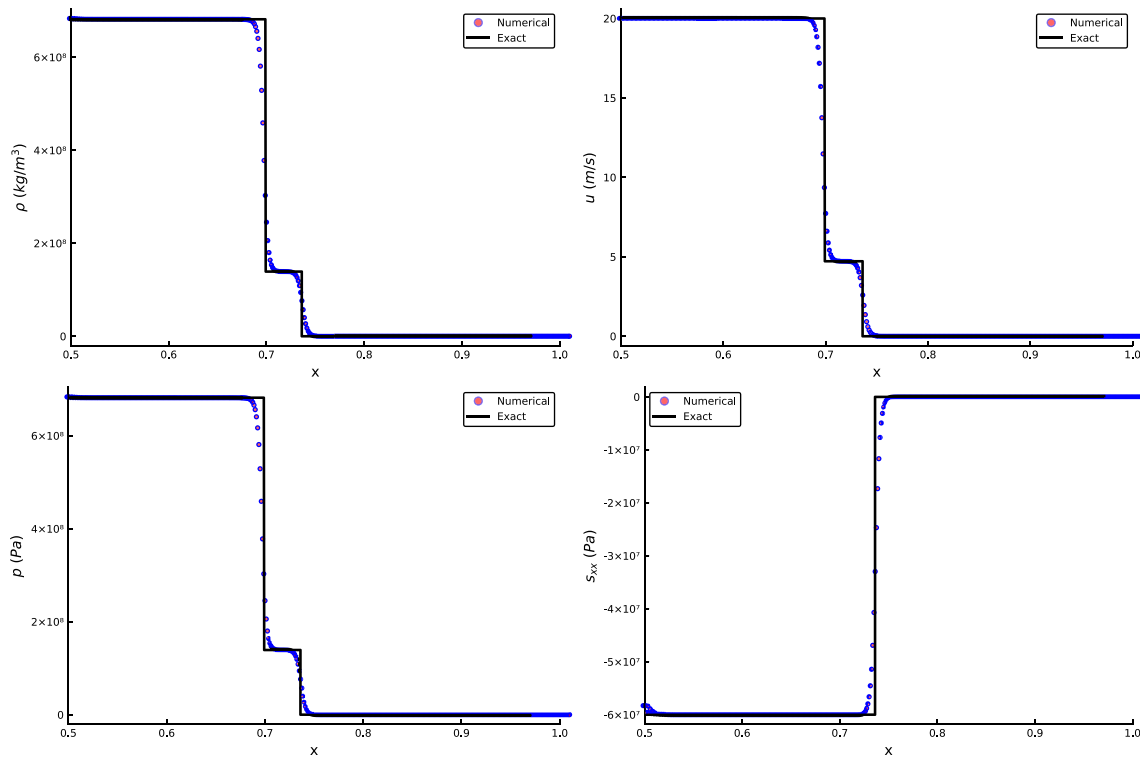 6×10⁸
4×10⁸
2×10⁸
0
ρ (kg/m³)
0.5 0.6 0.7 0.8 0.9 1.0
x
Numerical
Exact
20
15
10
5
0
u (m/s)
0.5 0.6 0.7 0.8 0.9 1.0
x
Numerical
Exact
6×10⁸
4×10⁸
2×10⁸
0
p (Pa)
0.5 0.6 0.7 0.8 0.9 1.0
x
Numerical
Exact
0
-1×10⁷
-2×10⁷
-3×10⁷
-4×10⁷
-5×10⁷
-6×10⁷
sₓₓ (Pa)
0.5 0.6 0.7 0.8 0.9 1.0
x
Numerical
Exact